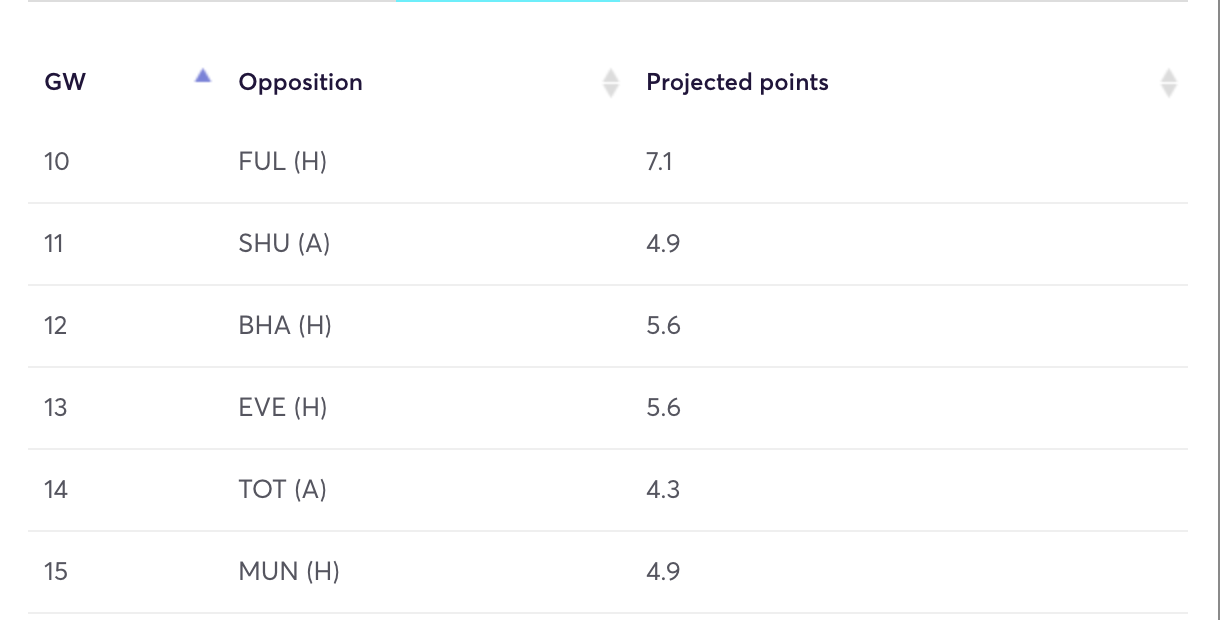 GW Opposition Projected points
10 FUL (H) 7.1
11 SHU (A) 4.9
12 BHA (H) 5.6
13 EVE (H) 5.6
14 TOT (A) 4.3
15 MUN (H) 4.9